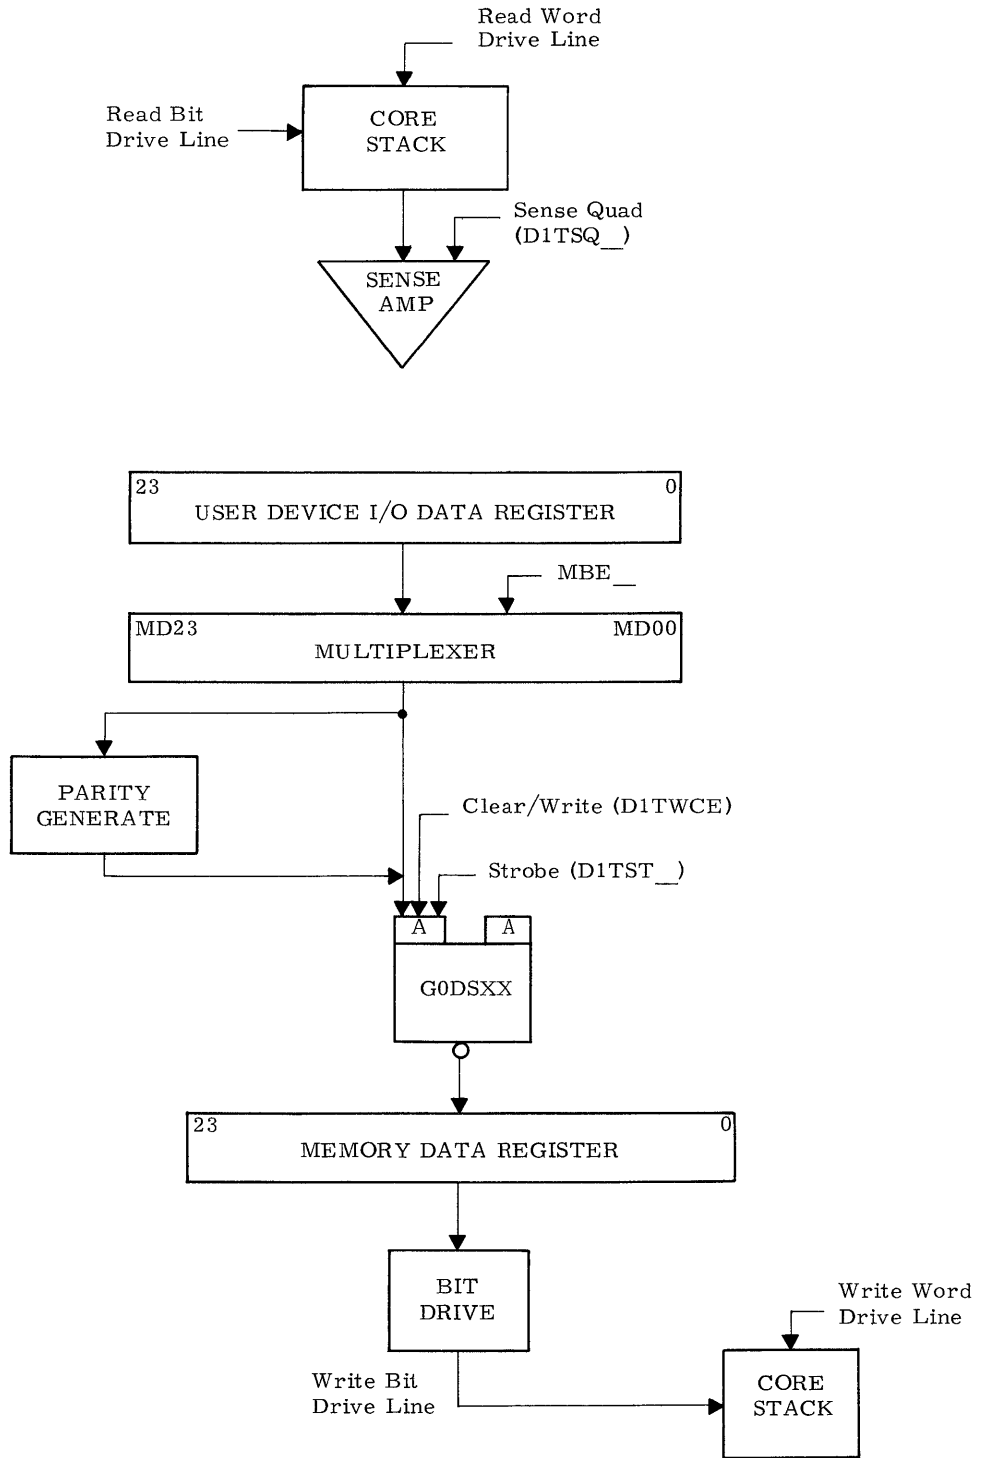 Read Word
Drive Line
Read Bit
Drive Line
CORE
STACK
Sense Quad
(D1TSQ__)
SENSE
AMP
23
0
USER DEVICE I/O DATA REGISTER
MBE__
MD23
MD00
MULTIPLEXER
PARITY
GENERATE
Clear/Write (D1TWCE)
Strobe (D1TST__)
A
A
G0DSXX
23
0
MEMORY DATA REGISTER
BIT
DRIVE
Write Word
Drive Line
Write Bit
Drive Line
CORE
STACK